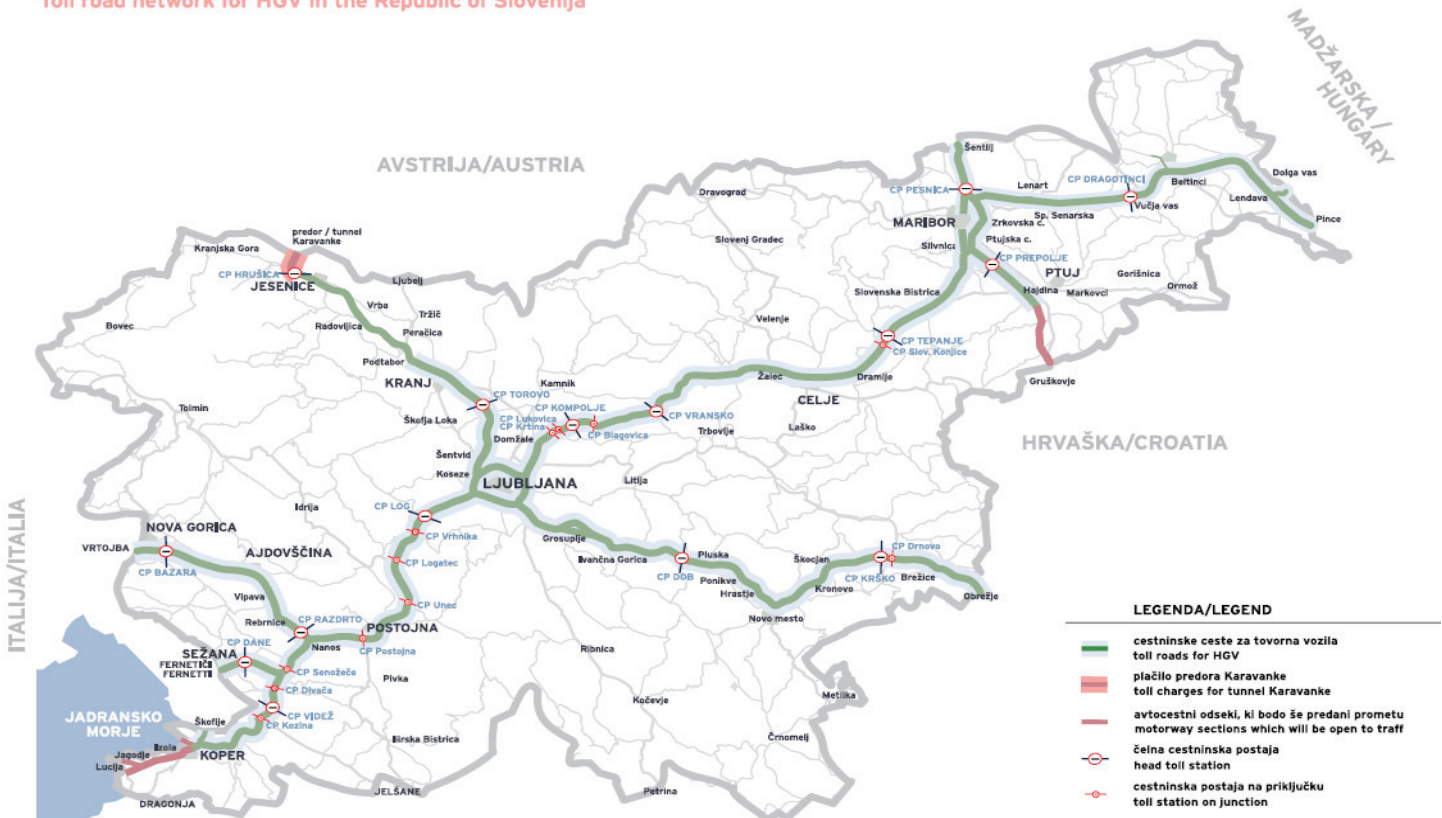 Toll road network for HGV in the Republic of Slovenija
MADŽARSKA /
HUNGARY
AVSTRIJA/AUSTRIA
HRVAŠKA/CROATIA
ITALIJA/ITALIA
JADRANSKO
MORJE
Šentilj
CP PESNICA
Lenart
CP DRAGOTINCI
Beltinci
Dolga vas
Lendava
Pince
Vučja vas
Sp. Senarska
Zrkovska c.
Ptujska c.
MARIBOR
Slivnica
CP PREPOLJE
PTUJ
Hajdina
Markovci
Gorišnica
Ormož
Gruškovje
Dravograd
Slovenj Gradec
Slovenska Bistrica
Velenje
CP TEPANJE
CP Slov. Konjice
Dramlje
Žalec
CELJE
Laško
Trbovlje
CP VRANSKO
predor / tunnel
Karavanke
Kranjska Gora
CP HRUŠICA
JESENICE
Ljubelj
Vrba
Tržič
Radovljica
Peračica
Bovec
Podtabor
KRANJ
CP TOROVO
Kamnik
CP KOMPOLJE
CP Lukovica
CP Krtina
CP Blagovica
Tolmin
Škofja Loka
Domžale
Šentvid
Koseze
LJUBLJANA
Litija
Idrija
CP LOG
CP Vrhnika
CP Logatec
CP Unec
Grosuplje
Ivančna Gorica
CP DOB
Pluska
Ponikve
Hrastje
Novo mesto
Škocjan
Kronovo
CP KRŠKO
CP Drnovo
Brežice
Obrežje
NOVA GORICA
VRTOJBA
CP BAZARA
AJDOVŠČINA
Vipava
Rebrnice
CP RAZDRTO
POSTOJNA
Nanos
CP Postojna
CP DANE
SEŽANA
FERNETIČI
FERNETTI
CP Senožeče
CP Divača
CP VIDEŽ
CP Kozina
Pivka
Ribnica
Kočevje
Metlika
Črnomelj
Petrina
Ilirska Bistrica
JELŠANE
Škofije
Izola
Jagodje
Lucija
KOPER
DRAGONJA
LEGENDA/LEGEND
cestninske ceste za tovorna vozila
toll roads for HGV
plačilo predora Karavanke
toll charges for tunnel Karavanke
avtocestni odseki, ki bodo še predani prometu
motorway sections which will be open to traff
čelna cestninska postaja
head toll station
cestninska postaja na priključku
toll station on junction